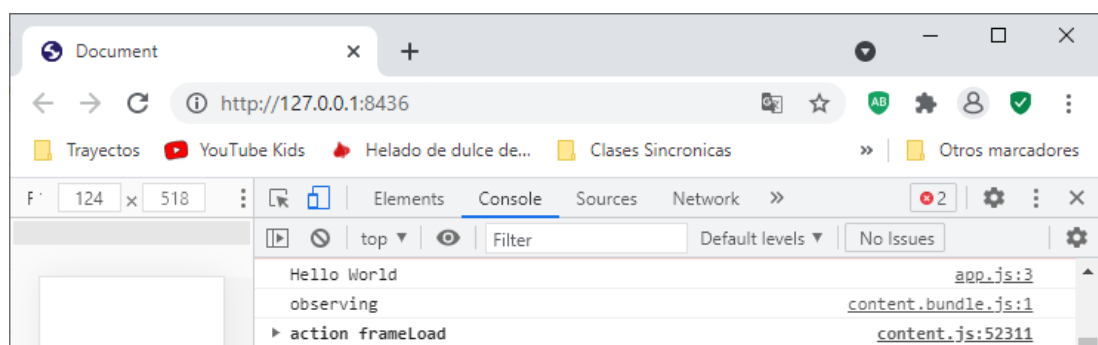 Document
http://127.0.0.1:8436
AB
Trayectos YouTube Kids Helado de dulce de... Clases Sincronicas » Otros marcadores
124 × 518 Elements Console Sources Network » 2
top ▼ Filter Default levels ▼ No Issues
Hello World app.js:3
observing content.bundle.js:1
▶ action frameLoad content.js:52311